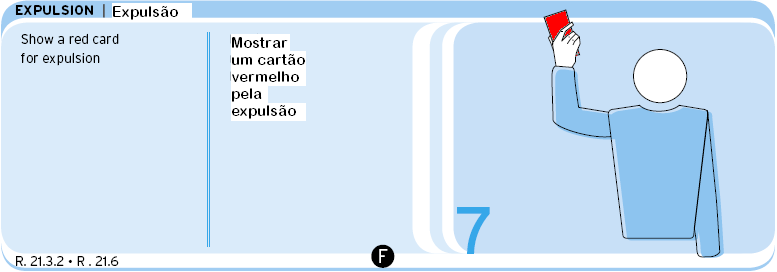 EXPULSION | Expulsão
Show a red card
for expulsion
Mostrar
um cartão
vermelho
pela
expulsão
7
R. 21.3.2 • R . 21.6
F